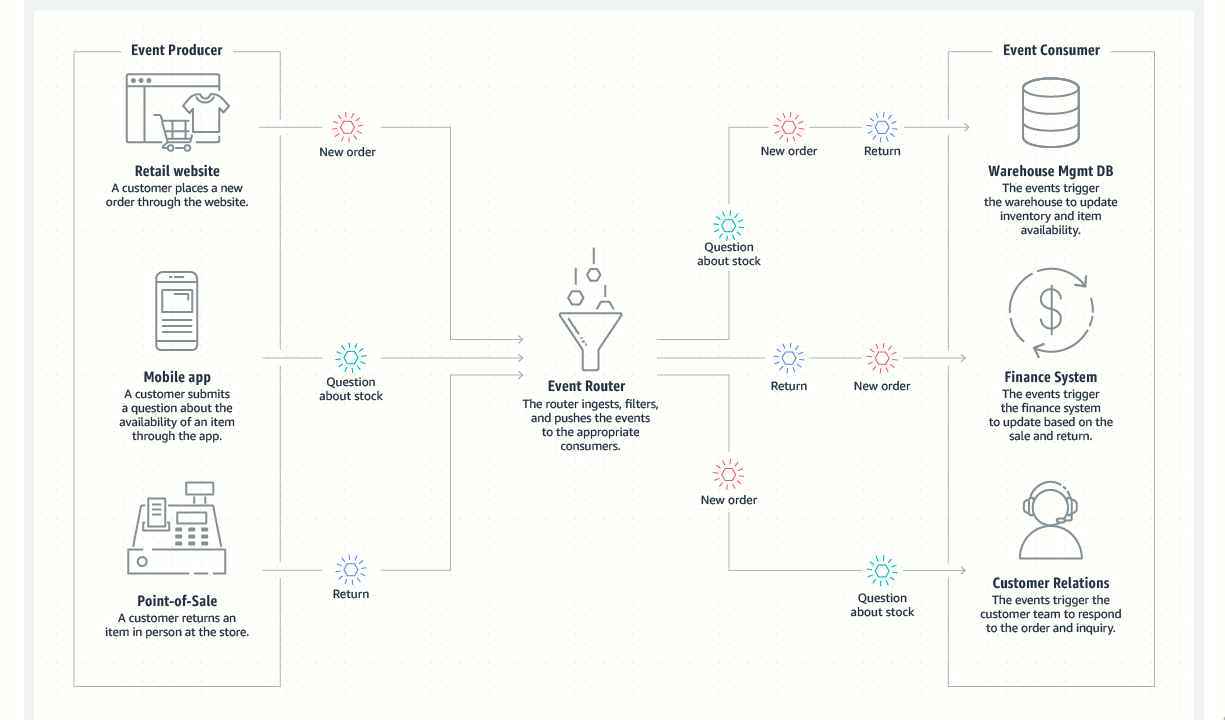 Event Producer
Retail website
A customer places a new
order through the website.
Mobile app
A customer submits
a question about the
availability of an item
through the app.
Point-of-Sale
A customer returns an
item in person at the store.
New order
Question
about stock
Return
Event Router
The router ingests, filters,
and pushes the events
to the appropriate
consumers.
New order
Return
Question
about stock
Return
New order
New order
Question
about stock
Event Consumer
Warehouse Mgmt DB
The events trigger
the warehouse to update
inventory and item
availability.
Finance System
The events trigger
the finance system
to update based on the
sale and return.
Customer Relations
The events trigger the
customer team to respond
to the order and inquiry.